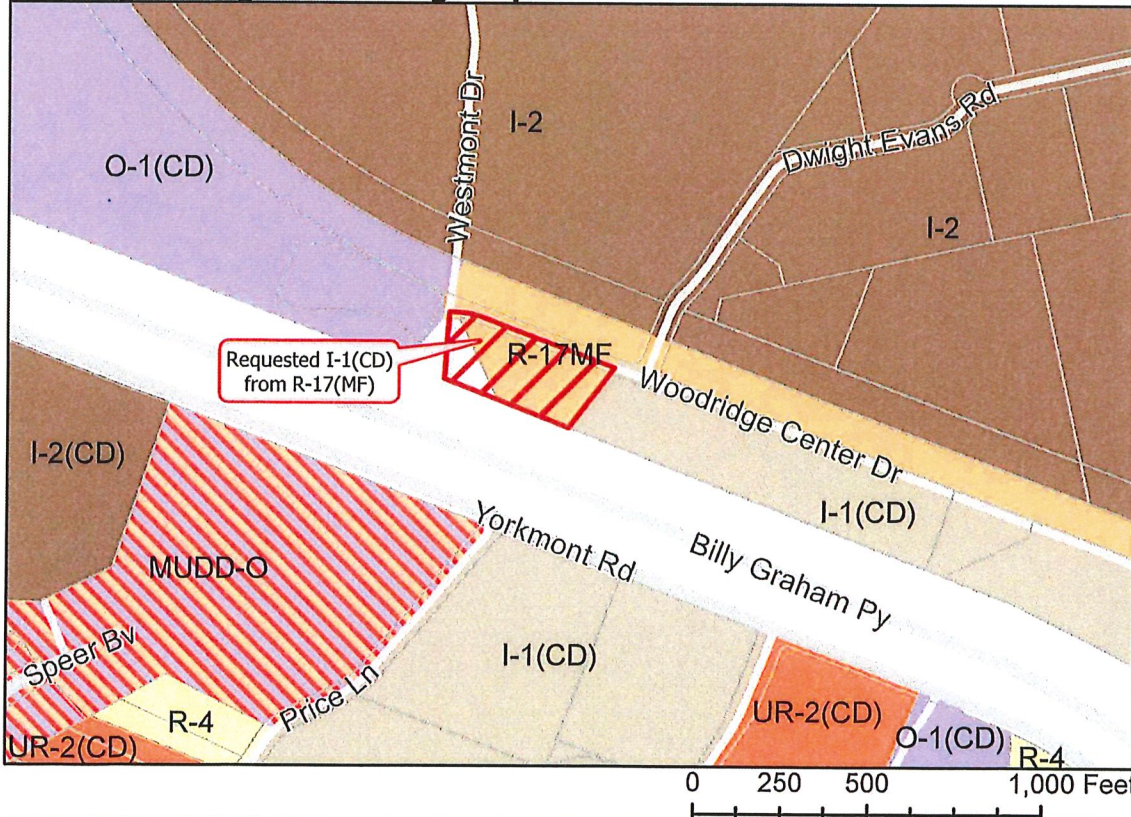 Westmont Dr
I-2
O-1(CD)
Dwight Evans Rd
I-2
Requested I-1(CD)
from R-17(MF)
R-17MF
Woodridge Center Dr
I-2(CD)
I-1(CD)
Yorkmont Rd
Billy Graham Py
MUDD-O
Speer Bv
I-1(CD)
Price Ln
R-4
UR-2(CD)
UR-2(CD)
O-1(CD)
R-4
0 250 500 1,000 Feet